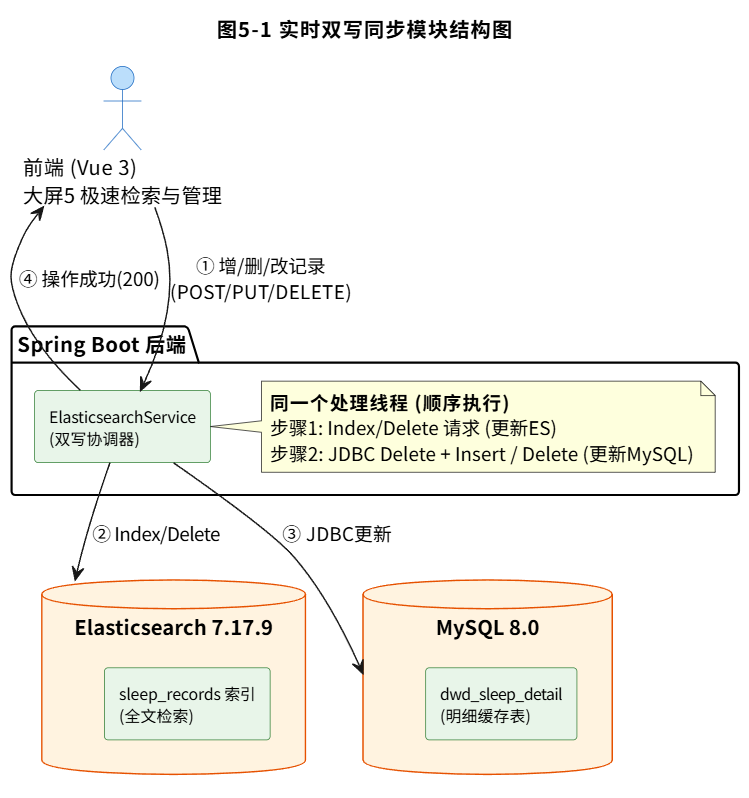 图5-1 实时双写同步模块结构图
前端 (Vue 3)
大屏5 极速检索与管理
④ 操作成功(200)
① 增/删/改记录
(POST/PUT/DELETE)
Spring Boot 后端
ElasticsearchService
(双写协调器)
同一个处理线程 (顺序执行)
步骤1: Index/Delete 请求 (更新ES)
步骤2: JDBC Delete + Insert / Delete (更新MySQL)
② Index/Delete
③ JDBC更新
Elasticsearch 7.17.9
sleep_records 索引
(全文检索)
MySQL 8.0
dwd_sleep_detail
(明细缓存表)